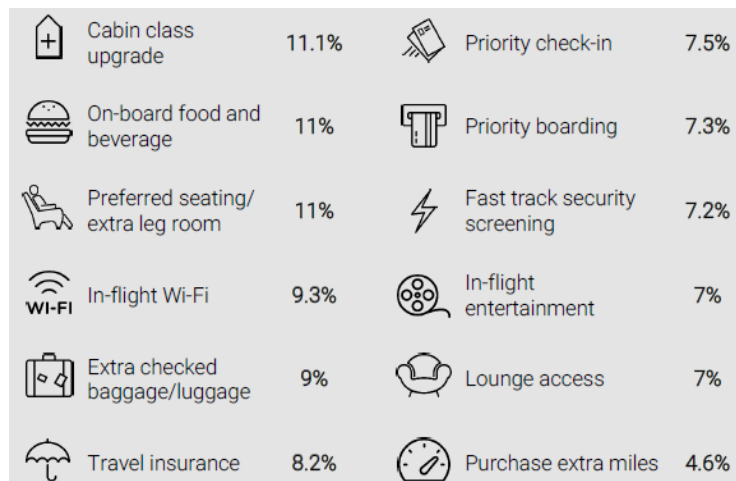 Cabin class
upgrade
11.1%
Priority check-in
7.5%
On-board food and
beverage
11%
Priority boarding
7.3%
Preferred seating/
extra leg room
11%
Fast track security
screening
7.2%
WI-FI
In-flight Wi-Fi
9.3%
In-flight
entertainment
7%
Extra checked
baggage/luggage
9%
Lounge access
7%
Travel insurance
8.2%
Purchase extra miles
4.6%